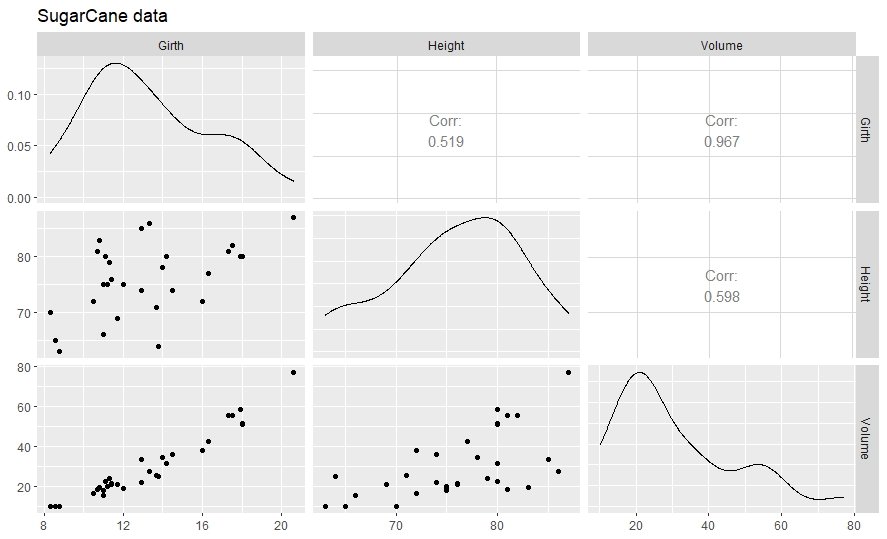 SugarCane data
Girth Height Volume
0.10
0.05
0.00
Corr:
0.519
Corr:
0.967
Girth
80
70
Corr:
0.598
Height
80
60
40
20
Volume
8 12 16 20 70 80 20 40 60 80